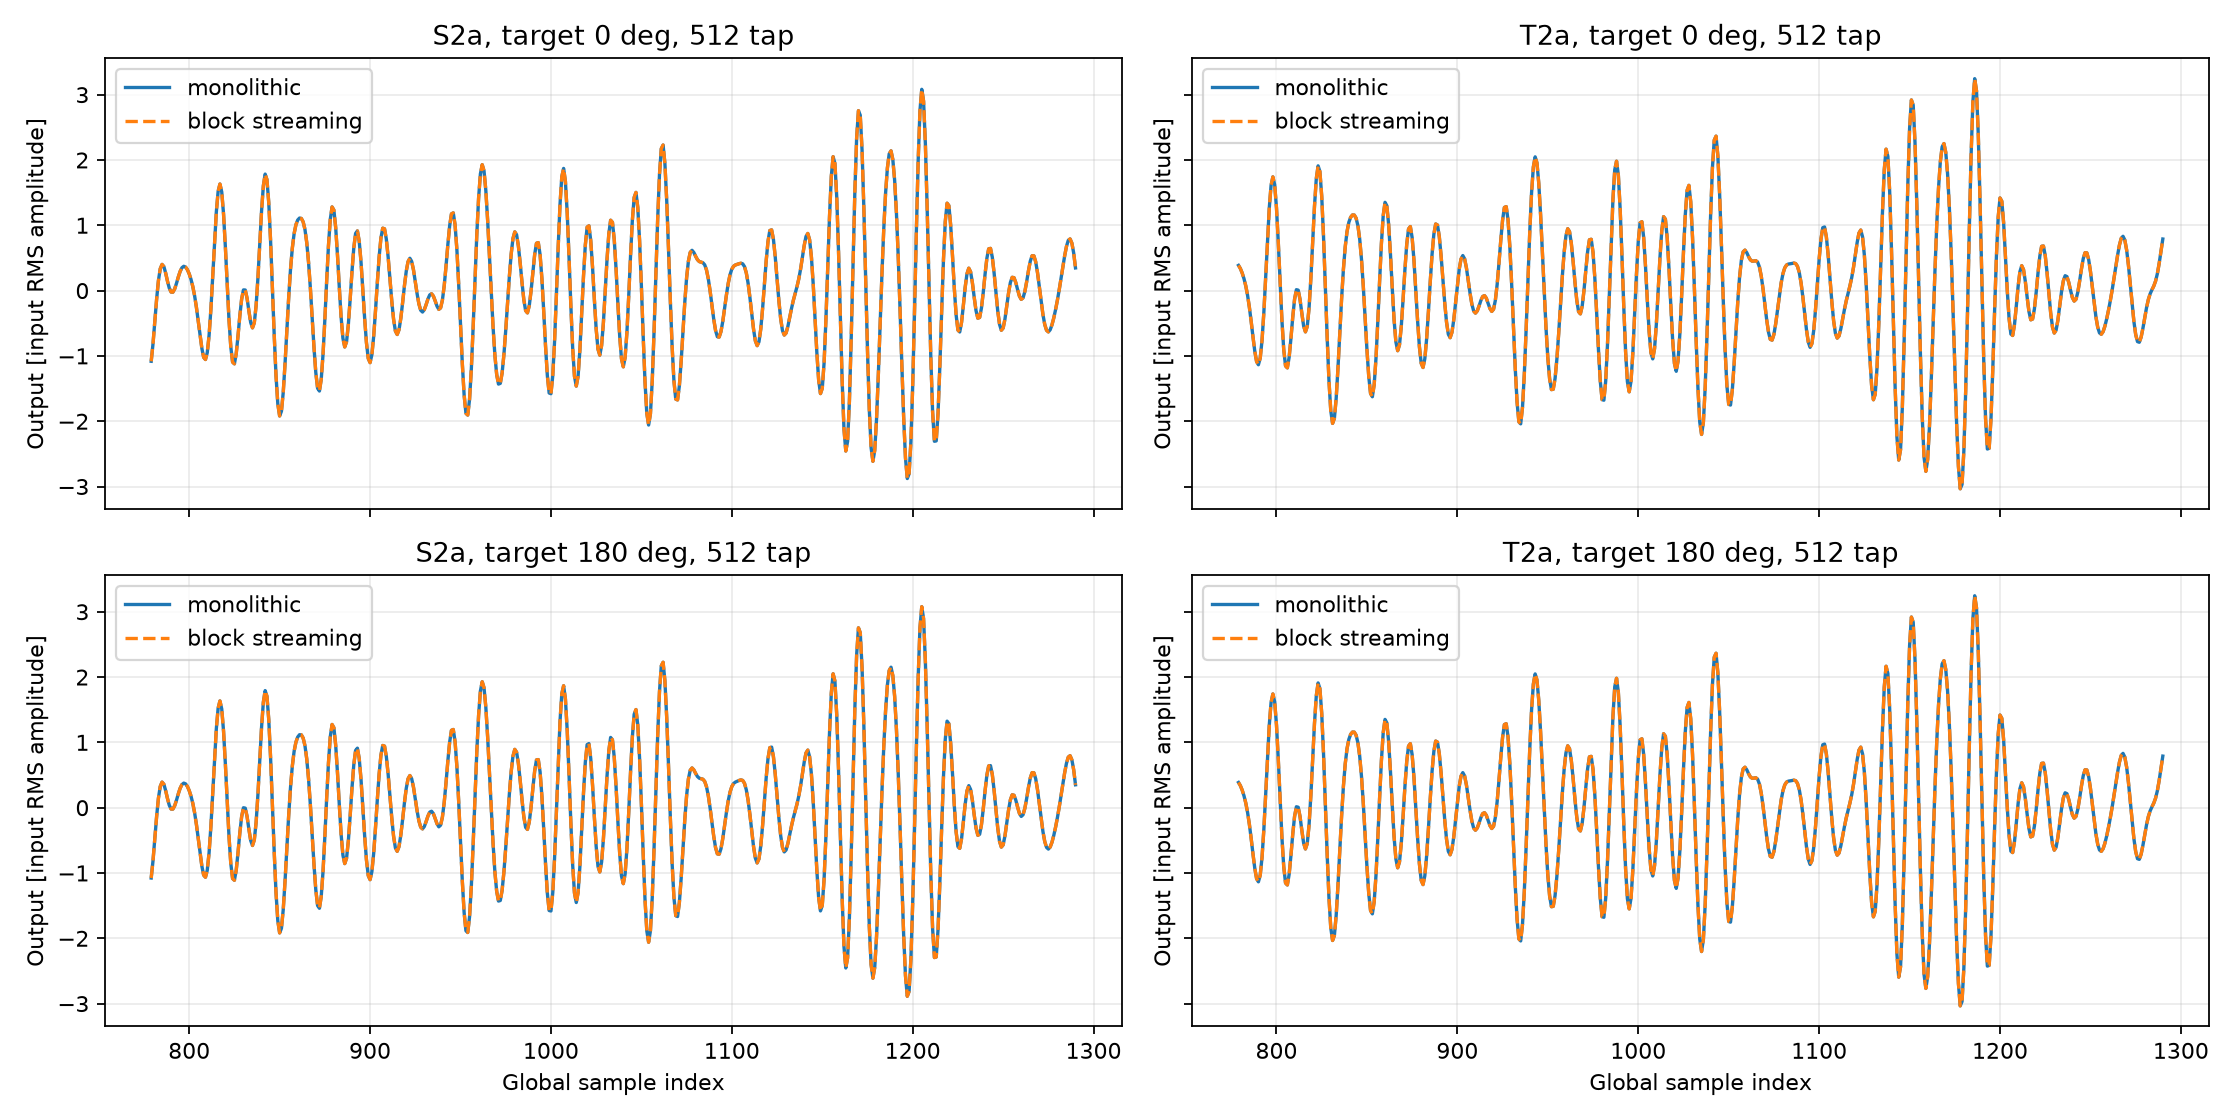 S2a, target 0 deg, 512 tap
monolithic
block streaming
Output [input RMS amplitude]
3
2
1
0
−1
−2
−3
T2a, target 0 deg, 512 tap
monolithic
block streaming
Output [input RMS amplitude]
S2a, target 180 deg, 512 tap
monolithic
block streaming
Output [input RMS amplitude]
3
2
1
0
−1
−2
−3
800 900 1000 1100 1200 1300
Global sample index
T2a, target 180 deg, 512 tap
monolithic
block streaming
Output [input RMS amplitude]
800 900 1000 1100 1200 1300
Global sample index